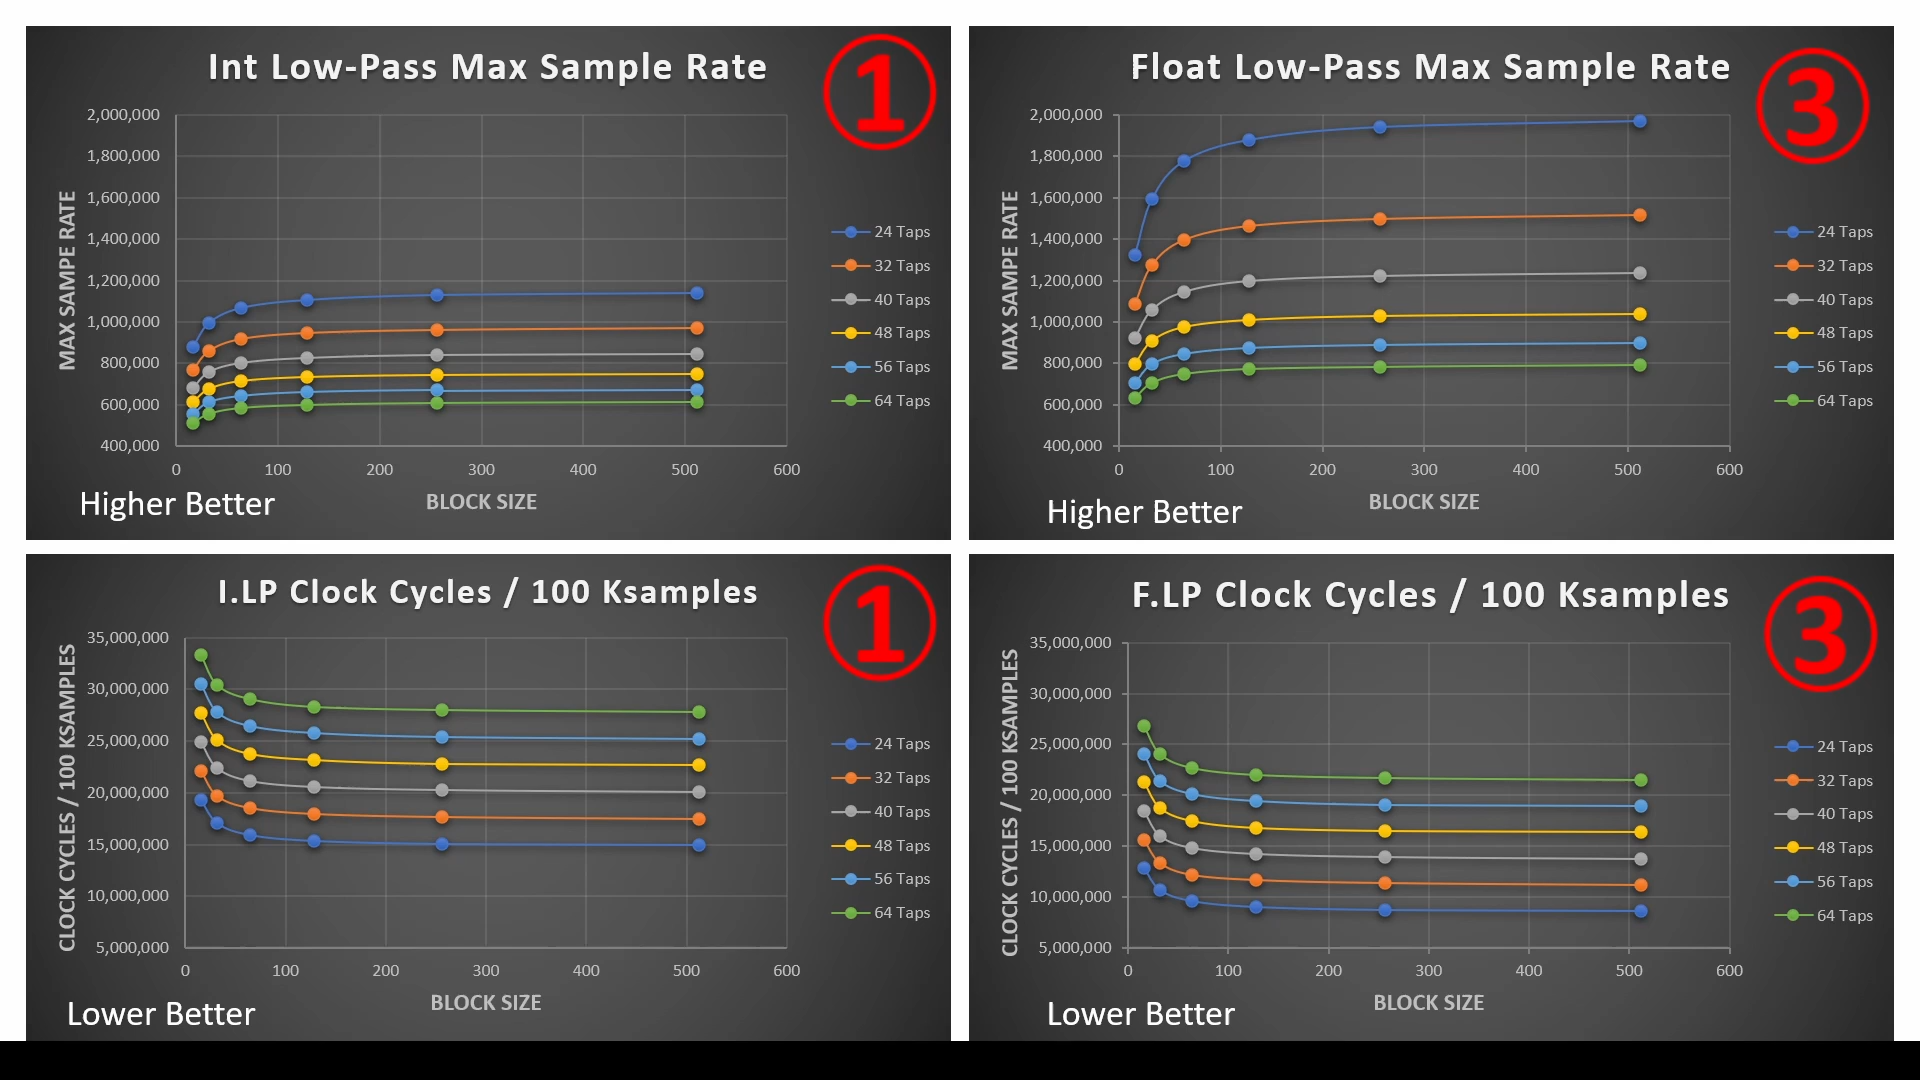 Int Low-Pass Max Sample Rate
1
2,000,000
1,800,000
1,600,000
1,400,000
1,200,000
1,000,000
800,000
600,000
400,000
MAX SAMPE RATE
0 100 200 300 400 500 600
BLOCK SIZE
24 Taps
32 Taps
40 Taps
48 Taps
56 Taps
64 Taps
Higher Better
Float Low-Pass Max Sample Rate
3
2,000,000
1,800,000
1,600,000
1,400,000
1,200,000
1,000,000
800,000
600,000
400,000
MAX SAMPE RATE
0 100 200 300 400 500 600
BLOCK SIZE
24 Taps
32 Taps
40 Taps
48 Taps
56 Taps
64 Taps
Higher Better
I.LP Clock Cycles / 100 Ksamples
1
35,000,000
30,000,000
25,000,000
20,000,000
15,000,000
10,000,000
5,000,000
CLOCK CYCLES / 100 KSAMPLES
0 100 200 300 400 500 600
BLOCK SIZE
24 Taps
32 Taps
40 Taps
48 Taps
56 Taps
64 Taps
Lower Better
F.LP Clock Cycles / 100 Ksamples
3
35,000,000
30,000,000
25,000,000
20,000,000
15,000,000
10,000,000
5,000,000
CLOCK CYCLES / 100 KSAMPLES
0 100 200 300 400 500 600
BLOCK SIZE
24 Taps
32 Taps
40 Taps
48 Taps
56 Taps
64 Taps
Lower Better